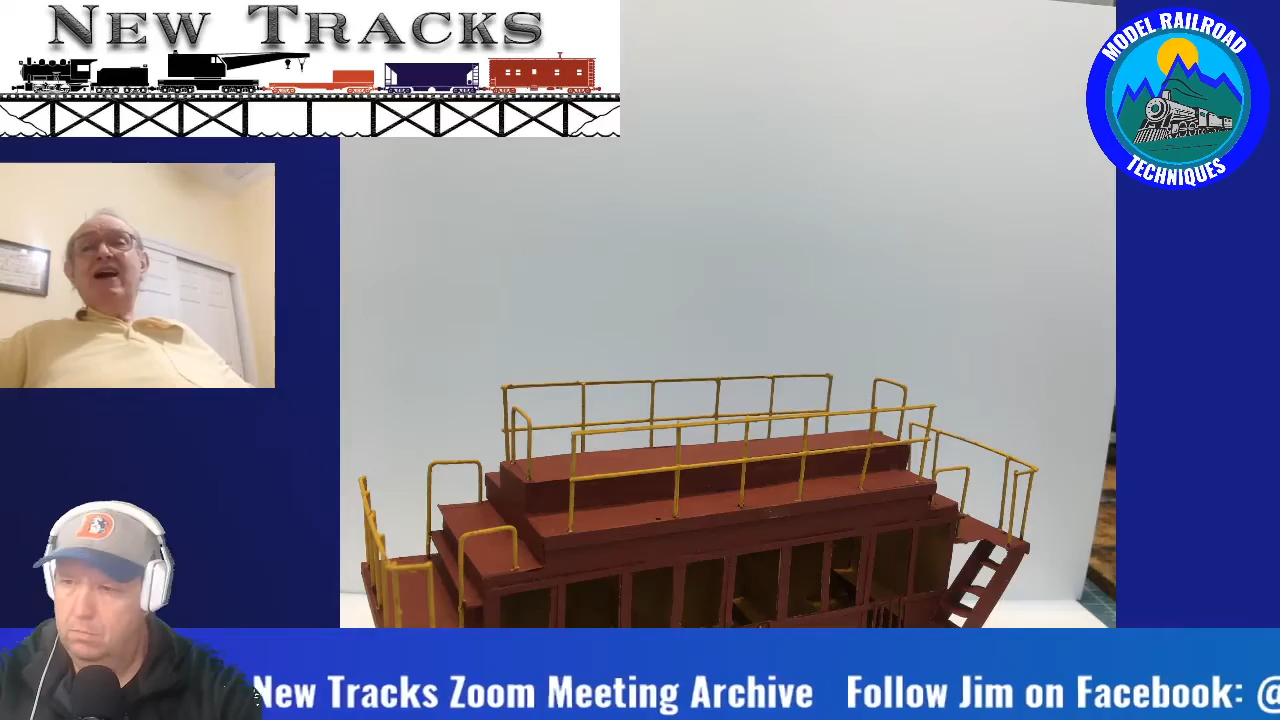 NEW TRACKS
MODEL RAILROAD
TECHNIQUES
New Tracks Zoom Meeting Archive Follow Jim on Facebook: @